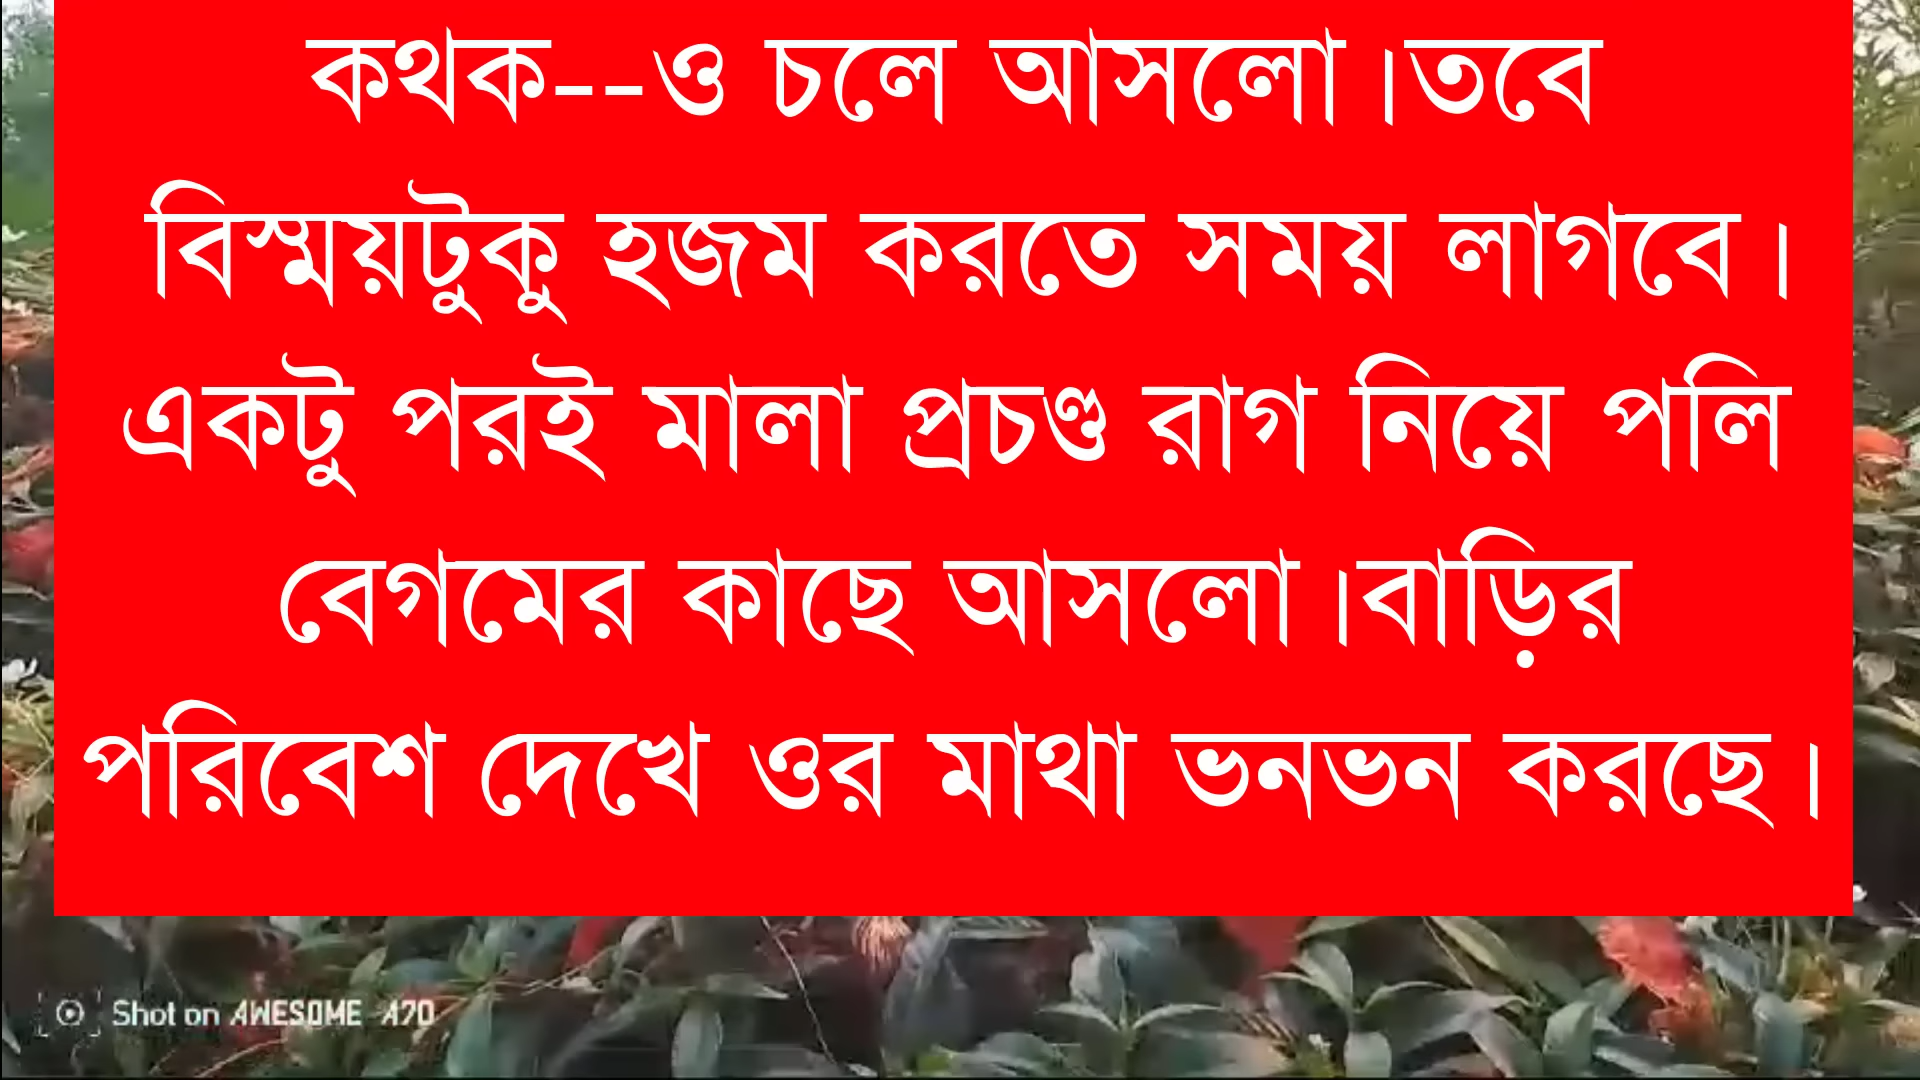 কথক--ও চলে আসলো।তবে
বিস্ময়টুকু হজম করতে সময় লাগবে।
একটু পরই মালা প্রচণ্ড রাগ নিয়ে পলি
বেগমের কাছে আসলো।বাড়ির
পরিবেশ দেখে ওর মাথা ভনভন করছে।
Shot on AWESOME A70